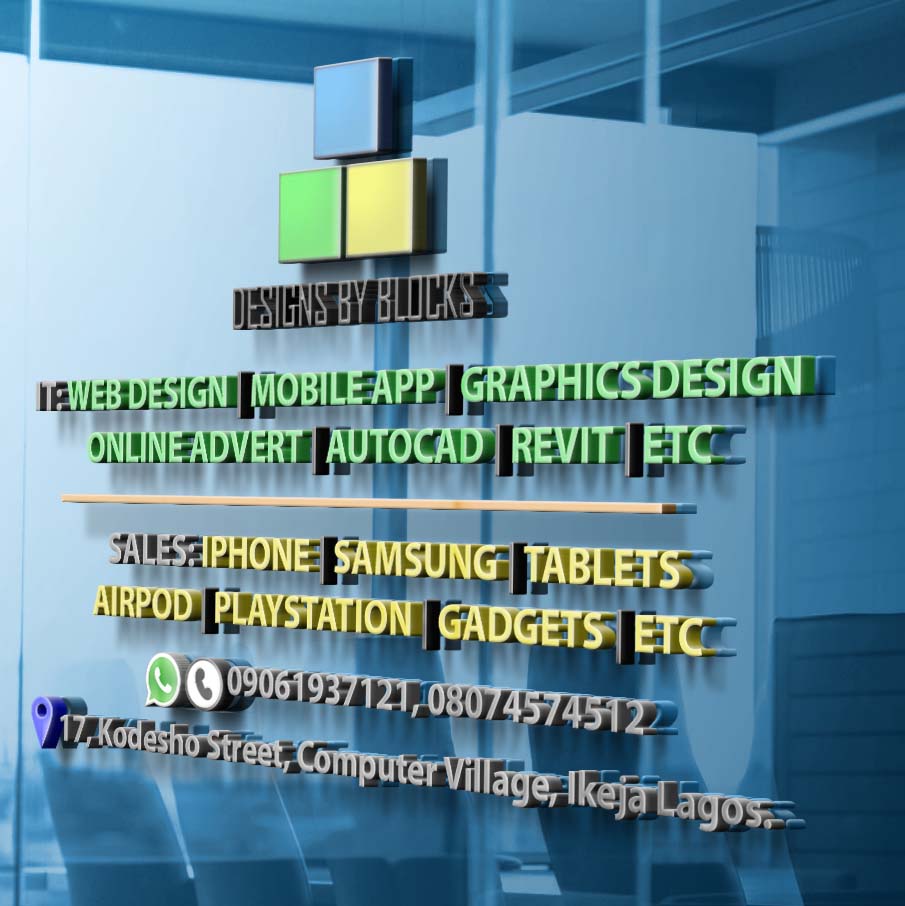 DESIGNS BY BLOCKS
IT: WEB DESIGN | MOBILE APP | GRAPHICS DESIGN
ONLINE ADVERT | AUTOCAD | REVIT | ETC
SALES: IPHONE | SAMSUNG | TABLETS
AIRPOD | PLAYSTATION | GADGETS | ETC
09061937121, 08074574512
17, Kodesho Street, Computer Village, Ikeja Lagos.